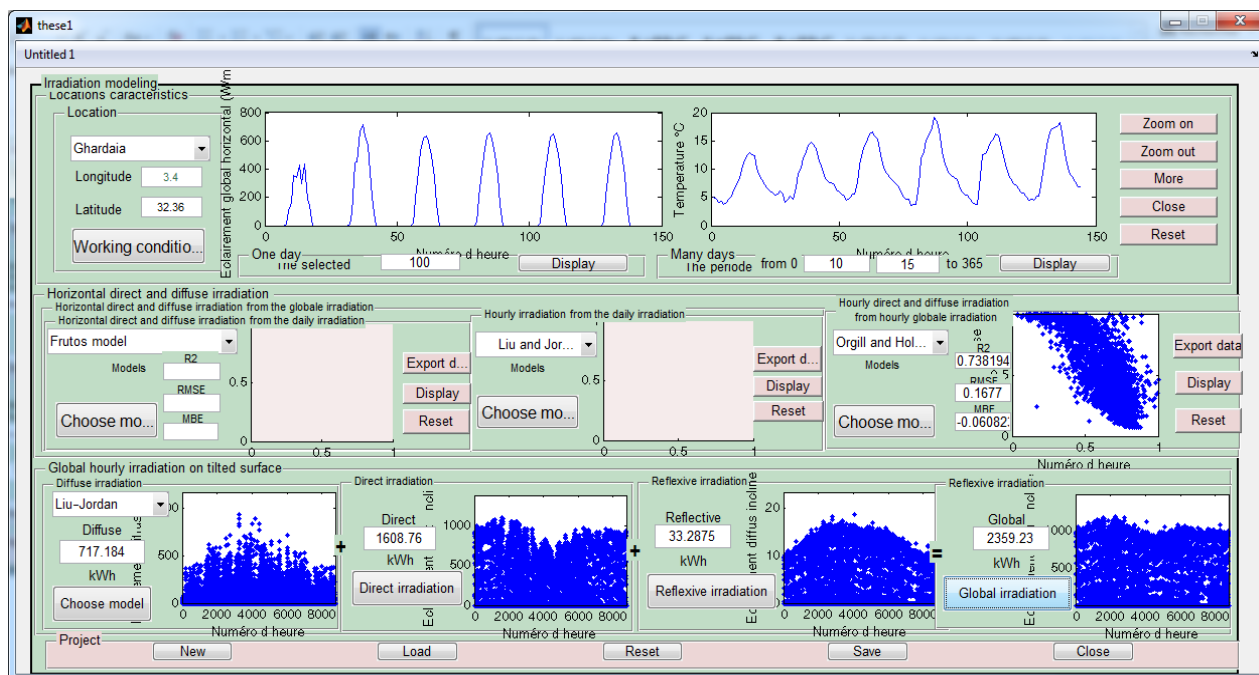 these1
Untitled 1
Irradiation modeling
Locations caracteristics
Location
Ghardaia
Longitude 3.4
Latitude 32.36
Working conditio...
Eclairement global horizontal (W/m
800
600
400
200
0
0 50 100 150
Numéro d heure
Temperature °C
20
15
10
5
0
0 50 100 150
Numéro d heure
Zoom on
Zoom out
More
Close
Reset
One day
The selected 100 Display
Many days
The periode from 0 10 15 to 365 Display
Horizontal direct and diffuse irradiation
Horizontal direct and diffuse irradiation from the globale irradiation
Horizontal direct and diffuse irradiation from the daily irradiation
Frutos model
Models
R2
RMSE
MBE
Choose mo...
0.5
0
0 0.5 1
Export d...
Display
Reset
Hourly irradiation from the daily irradiation
Liu and Jor...
Models
Choose mo...
0.5
0
0 0.5 1
Export d...
Display
Reset
Hourly direct and diffuse irradiation
from hourly globale irradiation
Orgill and Hol...
Models
R2
0.738194
RMSE
0.1677
MBE
-0.06082
Choose mo...
0
0 0.5 1
Numéro d heure
Export data
Display
Reset
Global hourly irradiation on tilted surface
Diffuse irradiation
Liu-Jordan
Diffuse
717.184
kWh
Choose model
500
0
0 2000 4000 6000 8000
Numéro d heure
+
Direct irradiation
Direct
1608.76
kWh
Direct irradiation
1000
500
0
0 2000 4000 6000 8000
Numéro d heure
+
Reflexive irradiation
Reflective
33.2875
kWh
Reflexive irradiation
Eclairement diffus incline
20
10
0
0 2000 4000 6000 8000
Numéro d heure
=
Reflexive irradiation
Global
2359.23
kWh
Global irradiation
1000
500
0
0 2000 4000 6000 8000
Numéro d heure
Project
New Load Reset Save Close